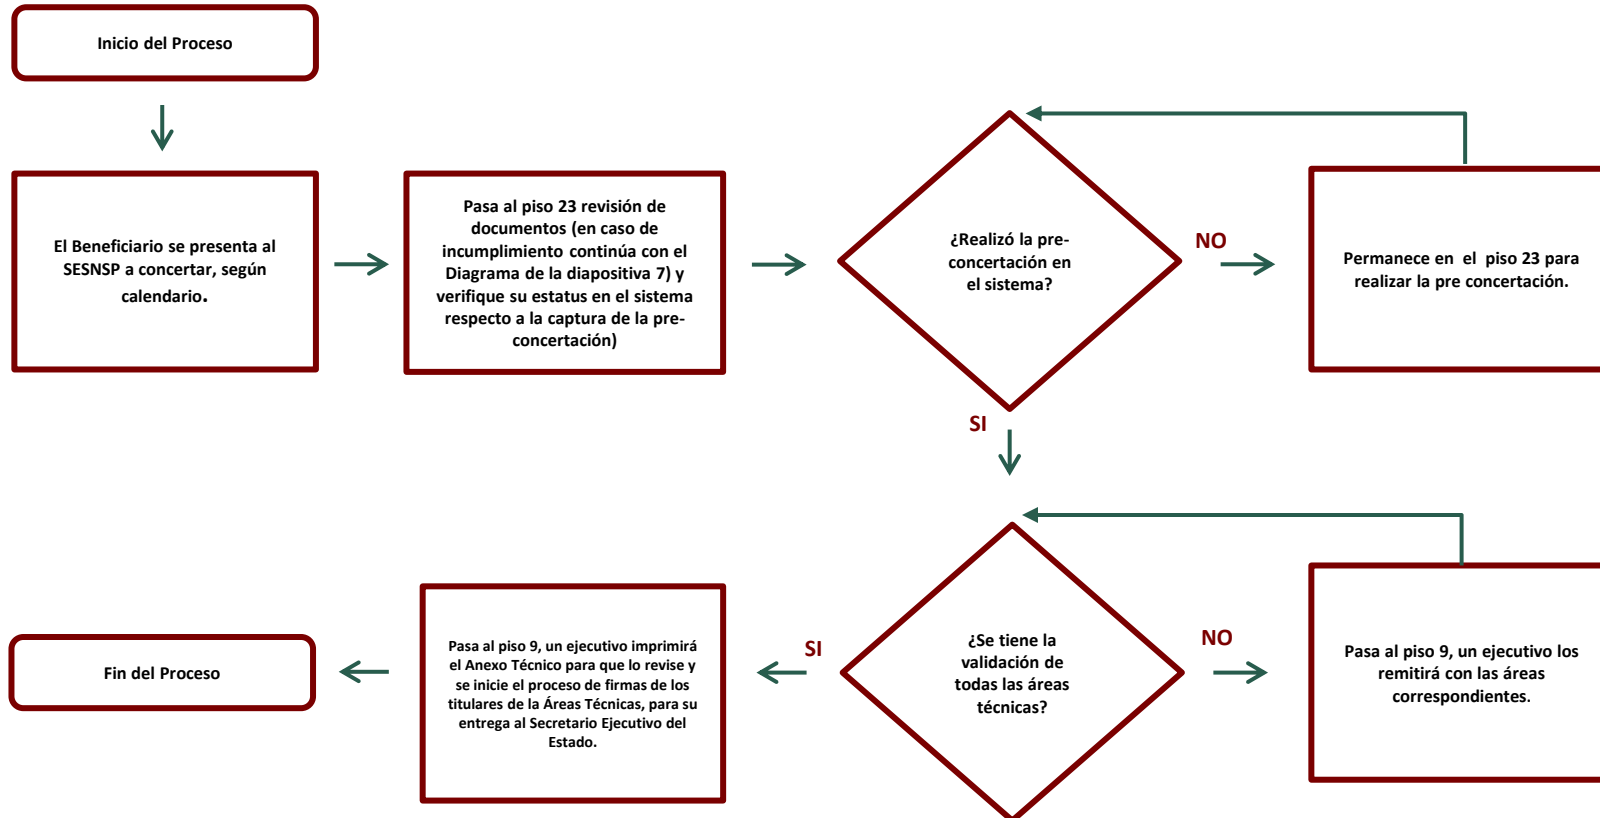 Inicio del Proceso
El Beneficiario se presenta al
SESNSP a concertar, según
calendario.
Pasa al piso 23 revisión de
documentos (en caso de
incumplimiento continúa con el
Diagrama de la diapositiva 7) y
verifique su estatus en el sistema
respecto a la captura de la pre-
concertación)
¿Realizó la pre-
concertación en
el sistema?
NO
Permanece en el piso 23 para
realizar la pre concertación.
SI
¿Se tiene la
validación de
todas las áreas
técnicas?
NO
Pasa al piso 9, un ejecutivo los
remitirá con las áreas
correspondientes.
SI
Pasa al piso 9, un ejecutivo imprimirá
el Anexo Técnico para que lo revise y
se inicie el proceso de firmas de los
titulares de la Áreas Técnicas, para su
entrega al Secretario Ejecutivo del
Estado.
Fin del Proceso